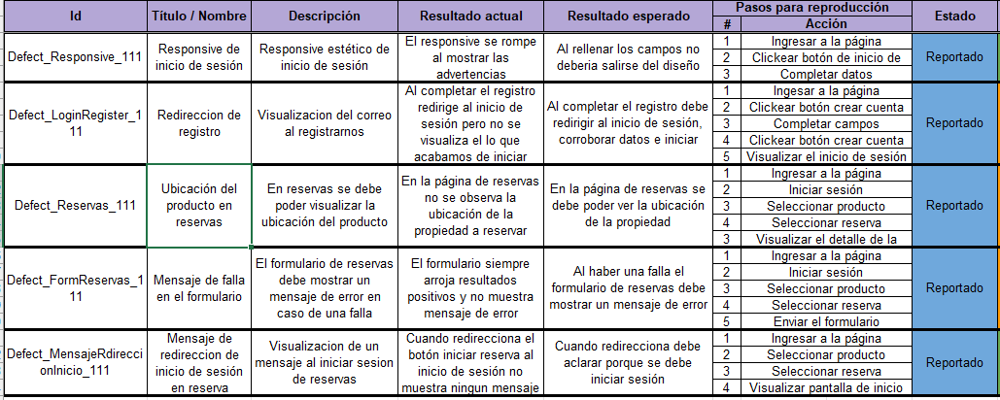 Id
Título / Nombre
Descripción
Resultado actual
Resultado esperado
Pasos para reproducción
#
Acción
Estado
Defect_Responsive_111
Responsive de
inicio de sesión
Responsive estético de
inicio de sesión
El responsive se rompe
al mostrar las
advertencias
Al rellenar los campos no
deberia salirse del diseño
1 Ingresar a la página
2 Clickear botón de inicio de
3 Completar datos
Reportado
Defect_LoginRegister_1
11
Redireccion de
registro
Visualizacion del correo
al registrarnos
Al completar el registro
redirige al inicio de
sesión pero no se
visualiza el lo que
acabamos de iniciar
Al completar el registro debe
redirigir al inicio de sesión,
corroborar datos e iniciar
1 Ingesar a la página
2 Clickear botón crear cuenta
3 Completar campos
4 Clickear botón crear cuenta
5 Visualizar el inicio de sesión
Reportado
Defect_Reservas_111
Ubicación del
producto en
reservas
En reservas se debe
poder visualizar la
ubicación del producto
En la página de reservas
no se observa la
ubicación de la
propiedad a reservar
En la página de reservas se
debe poder ver la ubicación
de la propiedad
1 Ingresar a la página
2 Iniciar sesión
3 Seleccionar producto
4 Seleccionar reserva
3 Visualizar el detalle de la
Reportado
Defect_FormReservas_1
11
Mensaje de falla
en el formulario
El formulario de reservas
debe mostrar un
mensaje de error en
caso de una falla
El formulario siempre
arroja resultados
positivos y no muestra
mensaje de error
Al haber una falla el
formulario de reservas debe
mostrar un mensaje de error
1 Ingresar a la página
2 Iniciar sesión
3 Seleccionar producto
4 Seleccionar reserva
5 Enviar el formulario
Reportado
Defect_MensajeRdirecci
onInicio_111
Mensaje de
redireccion de
inicio de sesión
en reserva
Visualizacion de un
mensaje al iniciar sesion
de reservas
Cuando redirecciona el
botón iniciar reserva al
inicio de sesión no
muestra ningun mensaje
Cuando redirecciona debe
aclarar porque se debe
iniciar sesión
1 Ingresar a la página
2 Seleccionar producto
3 Seleccionar reserva
4 Visualizar pantalla de inicio
Reportado